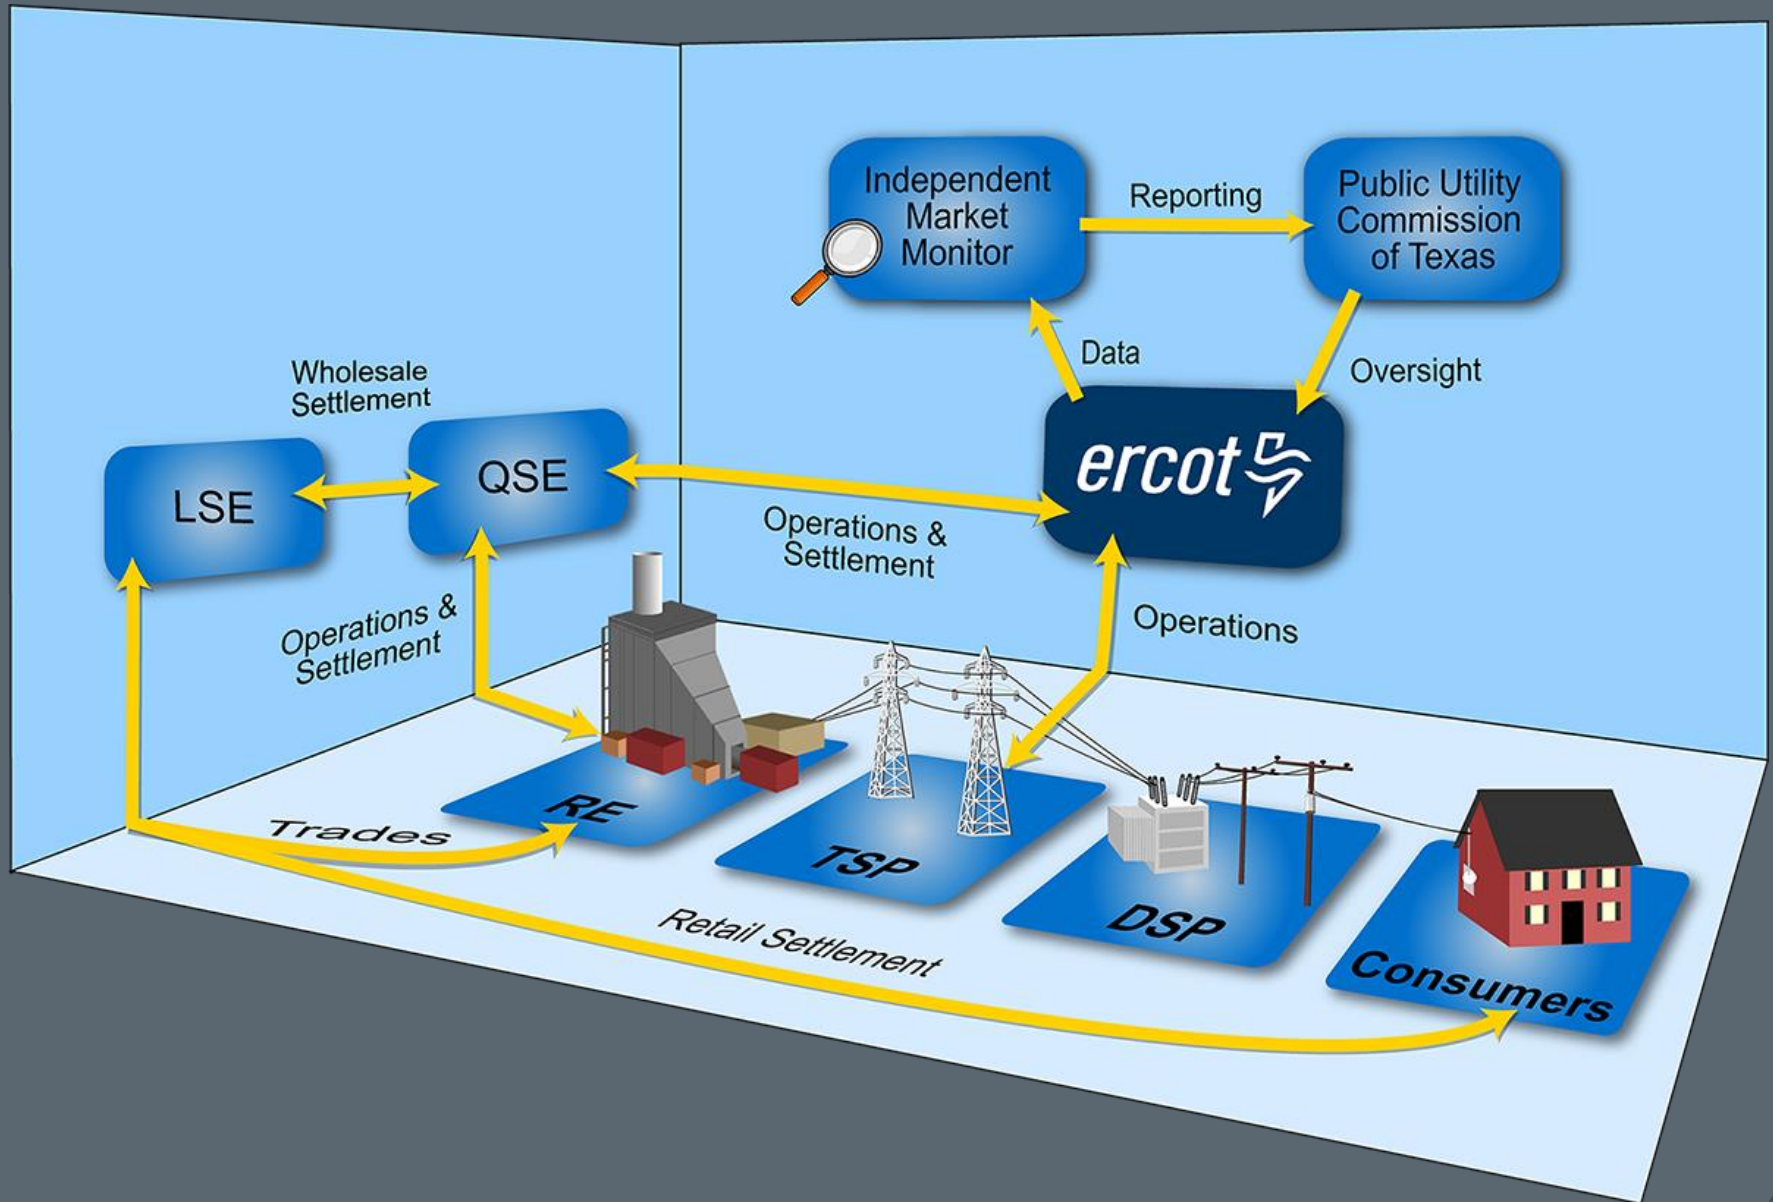 Independent
Market
Monitor
Reporting
Public Utility
Commission
of Texas
Data
Oversight
Wholesale
Settlement
LSE
QSE
ercot
Operations &
Settlement
Operations &
Settlement
Operations
Trades
RE
TSP
DSP
Consumers
Retail Settlement